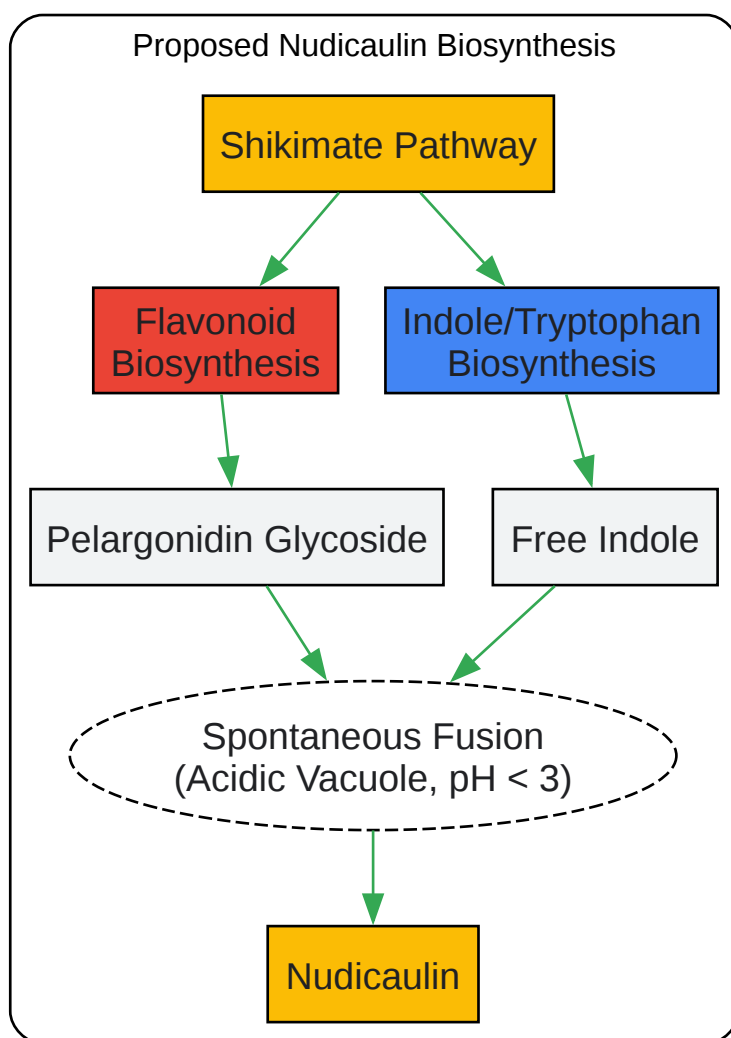 Proposed Nudicaulin Biosynthesis
Shikimate Pathway
Flavonoid
Biosynthesis
Indole/Tryptophan
Biosynthesis
Pelargonidin Glycoside
Free Indole
Spontaneous Fusion
(Acidic Vacuole, pH < 3)
Nudicaulin